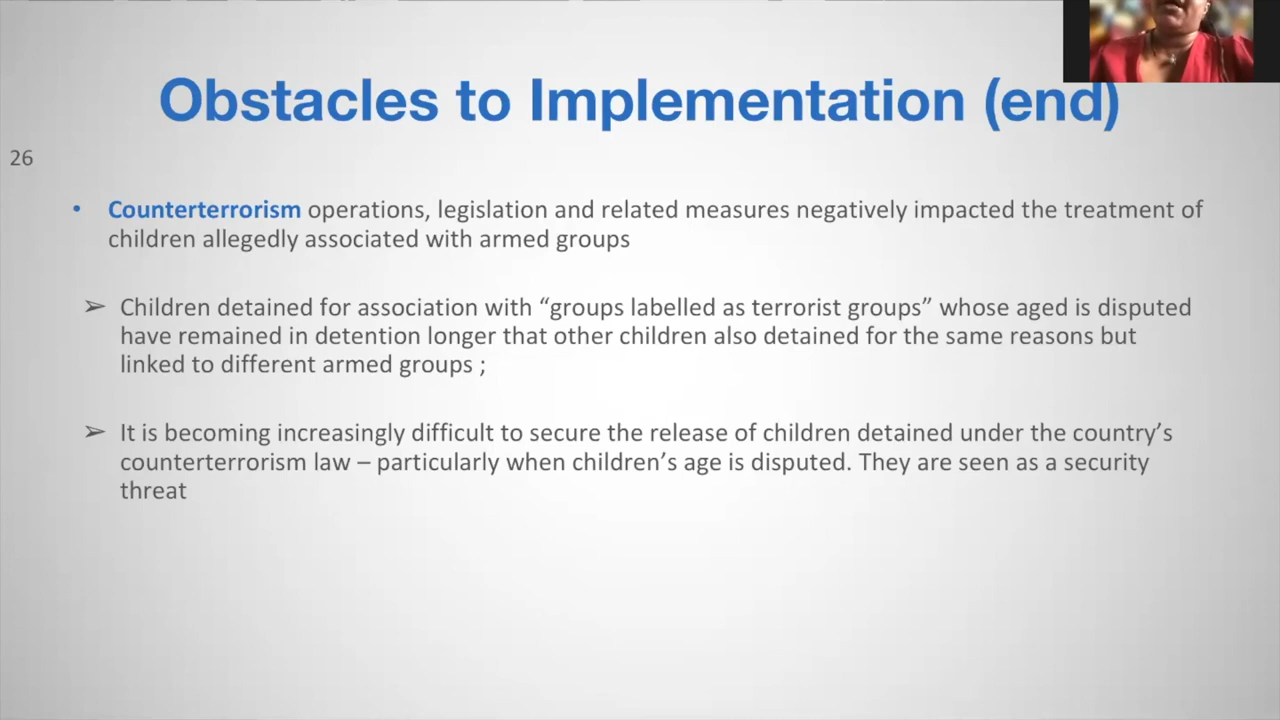 Obstacles to Implementation (end)
26
• Counterterrorism operations, legislation and related measures negatively impacted the treatment of
children allegedly associated with armed groups
➢ Children detained for association with “groups labelled as terrorist groups” whose aged is disputed
have remained in detention longer that other children also detained for the same reasons but
linked to different armed groups ;
➢ It is becoming increasingly difficult to secure the release of children detained under the country’s
counterterrorism law – particularly when children’s age is disputed. They are seen as a security
threat